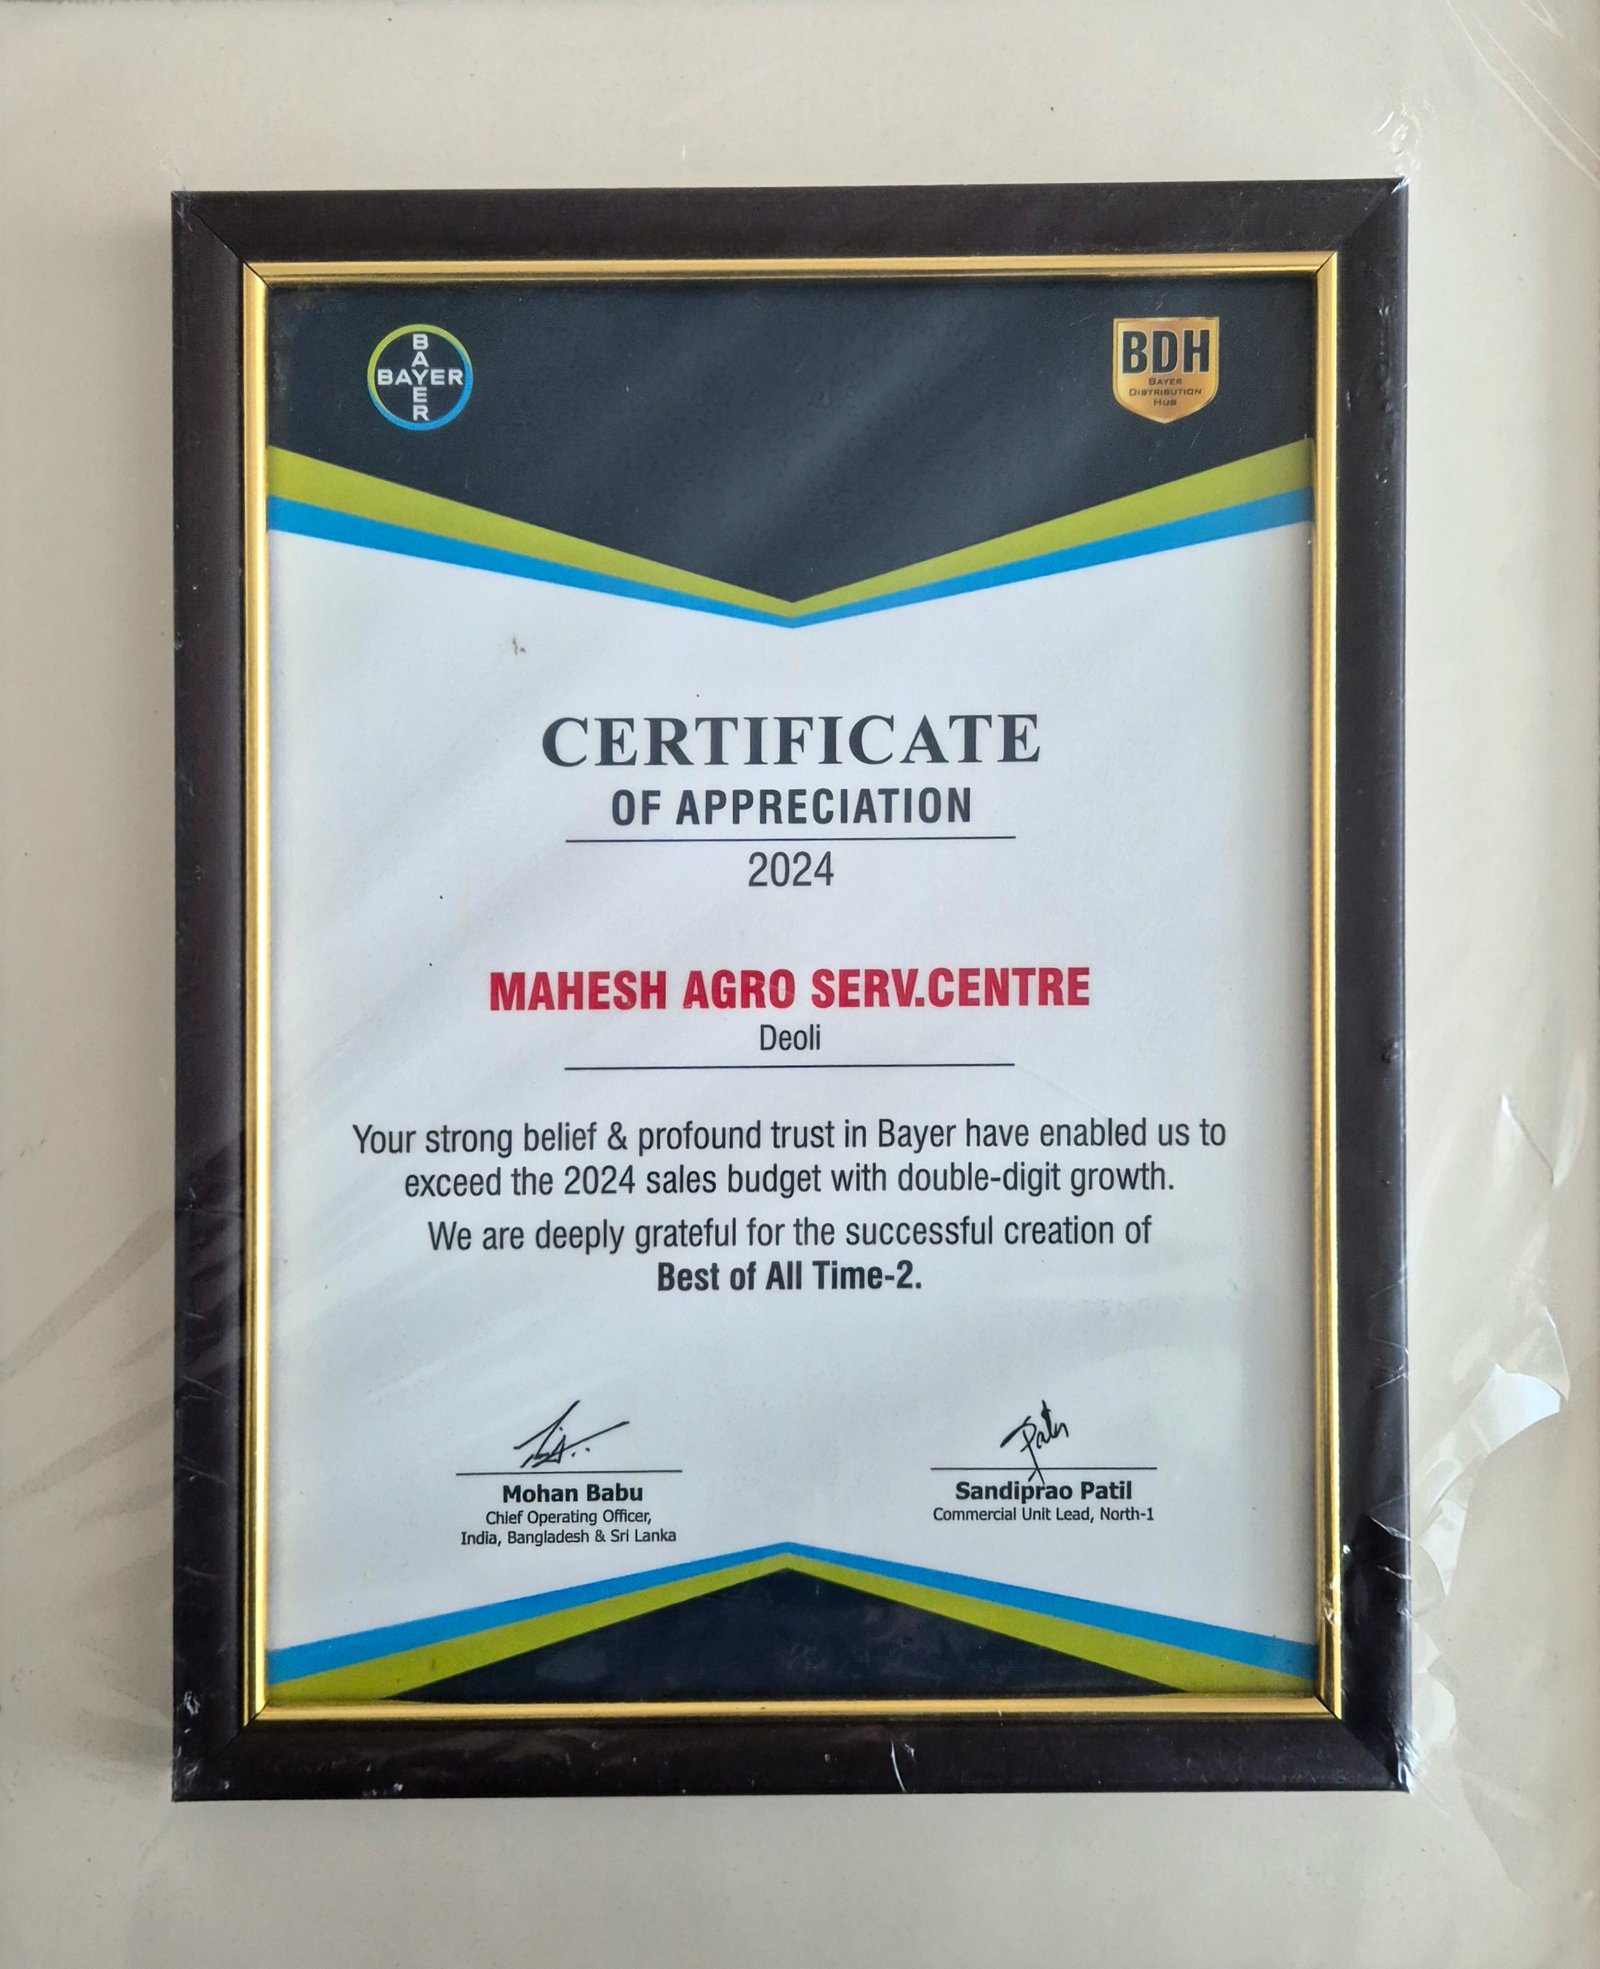 BAYER
BAYER
BDH
BAYER
DISTRIBUTION
HUB
CERTIFICATE
OF APPRECIATION
2024
MAHESH AGRO SERV.CENTRE
Deoli
Your strong belief & profound trust in Bayer have enabled us to
exceed the 2024 sales budget with double-digit growth.
We are deeply grateful for the successful creation of
Best of All Time-2.
Mohan Babu
Chief Operating Officer,
India, Bangladesh & Sri Lanka
Sandiprao Patil
Commercial Unit Lead, North-1